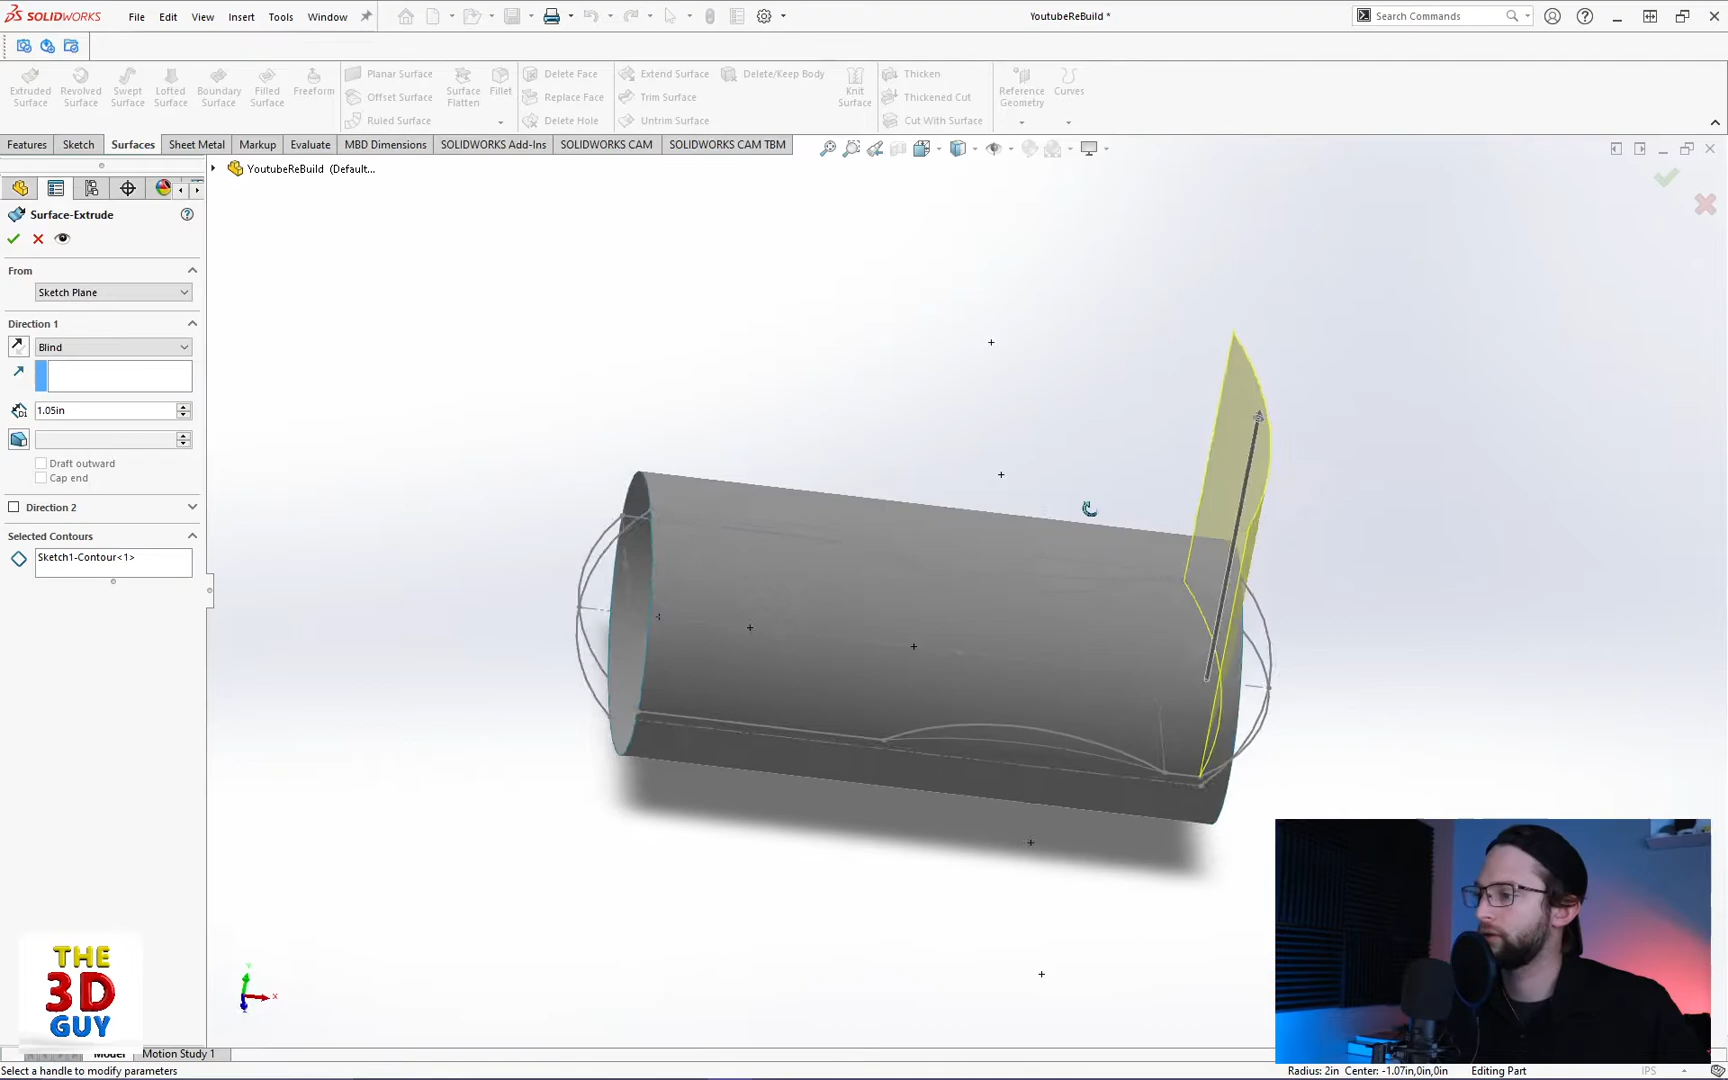 SOLIDWORKS File Edit View Insert Tools Window YoutubeReBuild * Search Commands
Extruded Surface Revolved Surface Swept Surface Lofted Surface Boundary Surface Filled Surface Freeform Planar Surface Offset Surface Ruled Surface Surface Flatten Fillet Delete Face Replace Face Delete Hole Extend Surface Trim Surface Untrim Surface Delete/Keep Body Knit Surface Thicken Thickened Cut Cut With Surface Reference Geometry Curves
Features Sketch Surfaces Sheet Metal Markup Evaluate MBD Dimensions SOLIDWORKS Add-Ins SOLIDWORKS CAM SOLIDWORKS CAM TBM
YoutubeReBuild (Default...
Surface-Extrude
From
Sketch Plane
Direction 1
Blind
1.05in
Draft outward
Cap end
Direction 2
Selected Contours
Sketch1-Contour<1>
THE
3D
GUY
x
Model Motion Study 1
Select a handle to modify parameters Radius: 2in Center: -1.07in,0in,0in Editing Part IPS